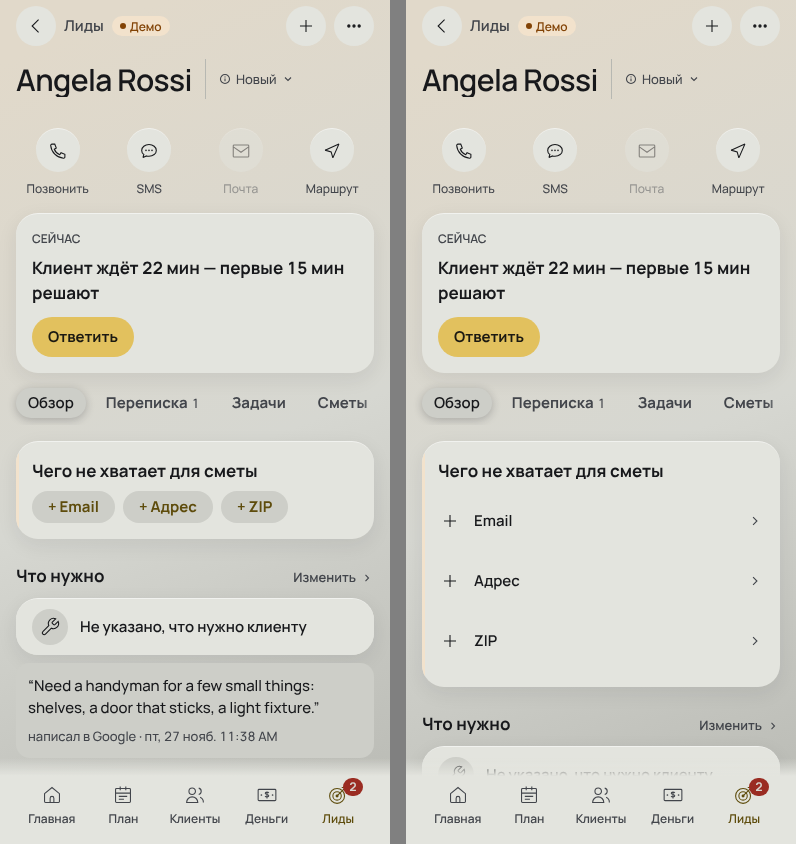 Лиды
Демо
Angela Rossi
Новый
Позвонить
SMS
Почта
Маршрут
СЕЙЧАС
Клиент ждёт 22 мин — первые 15 мин
решают
Ответить
Обзор
Переписка 1
Задачи
Сметы
Чего не хватает для сметы
+ Email
+ Адрес
+ ZIP
Что нужно
Изменить
Не указано, что нужно клиенту
“Need a handyman for a few small things:
shelves, a door that sticks, a light fixture.”
написал в Google · пт, 27 нояб. 11:38 AM
Главная
План
Клиенты
Деньги
2
Лиды
Лиды
Демо
Angela Rossi
Новый
Позвонить
SMS
Почта
Маршрут
СЕЙЧАС
Клиент ждёт 22 мин — первые 15 мин
решают
Ответить
Обзор
Переписка 1
Задачи
Сметы
Чего не хватает для сметы
Email
Адрес
ZIP
Что нужно
Изменить
Не указано, что нужно клиенту
Главная
План
Клиенты
Деньги
2
Лиды